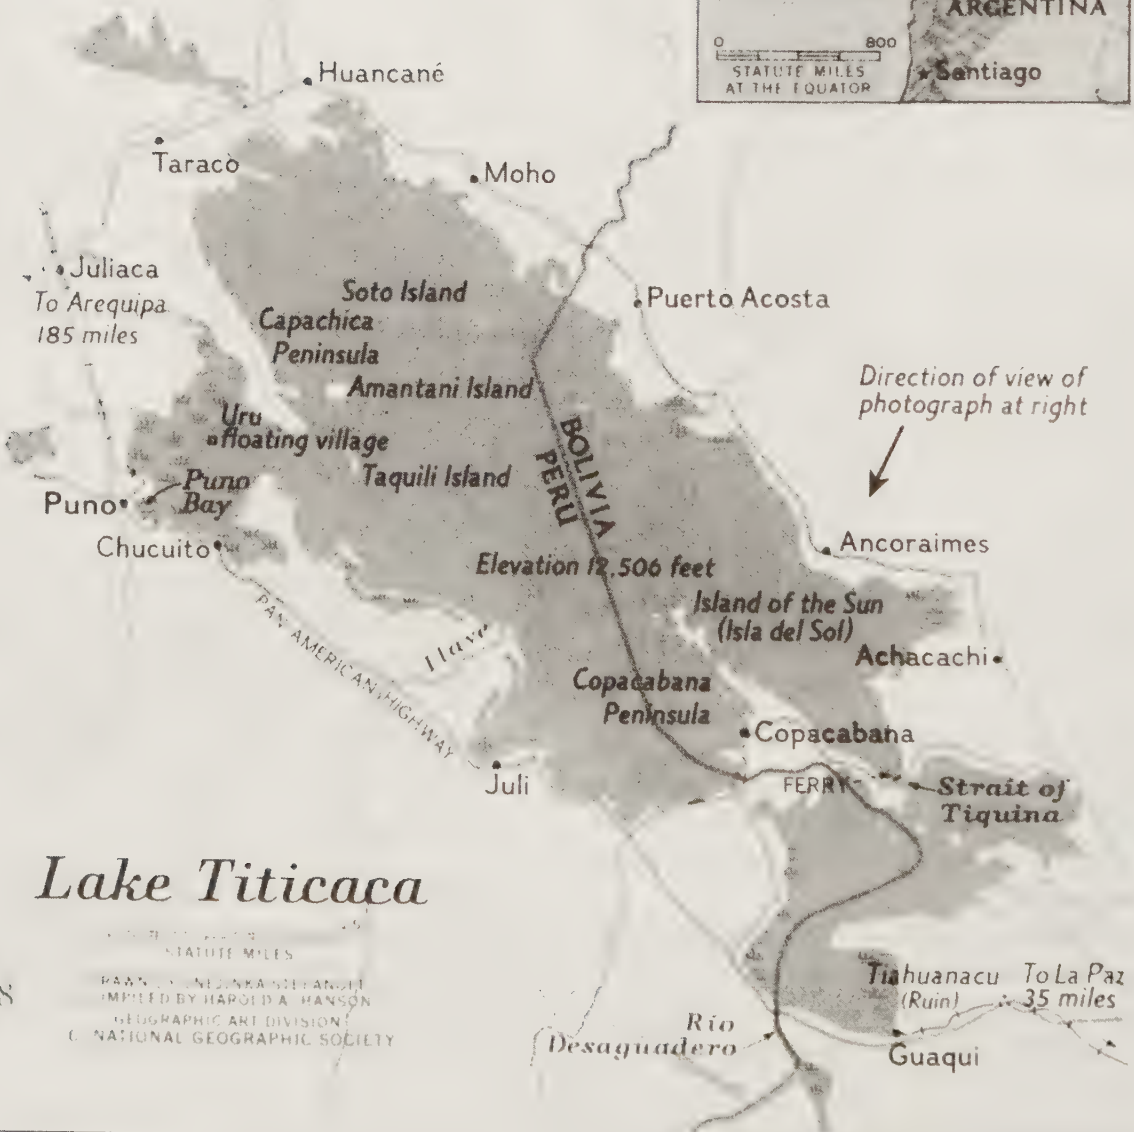 ARGENTINA
0 800
STATUTE MILES
AT THE EQUATOR
Santiago
Huancané
Taraco
Moho
Juliaca
To Arequipa
185 miles
Soto Island
Capachica
Peninsula
Puerto Acosta
Amantani Island
Direction of view of
photograph at right
Uru
floating village
BOLIVIA
PERU
Taquili Island
Puno
Bay
Puno
Chucuito
Ancoraimes
Elevation 12,506 feet
Island of the Sun
(Isla del Sol)
PAN AMERICAN HIGHWAY
Ilave
Achacachi
Copacabana
Peninsula
Copacabana
Juli
FERRY
Strait of
Tiquina
Lake Titicaca
STATUTE MILES
BY HAROLD A. HANSON
GEOGRAPHIC ART DIVISION
NATIONAL GEOGRAPHIC SOCIETY
Tiahuanacu
(Ruin)
To La Paz
35 miles
Río
Desaguadero
Guaqui